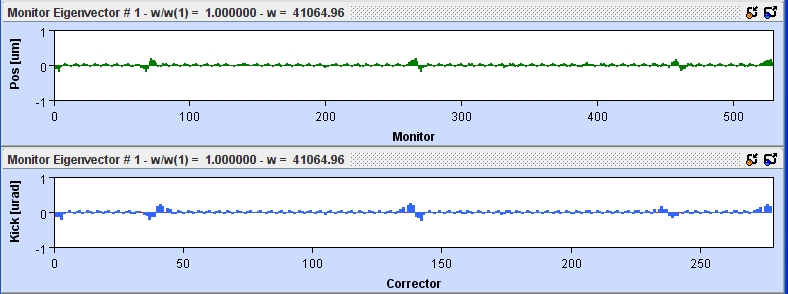 Monitor Eigenvector # 1 - w/w(1) = 1.000000 - w = 41064.96
Pos [um]
1
0
-1
0 100 200 300 400 500
Monitor
Monitor Eigenvector # 1 - w/w(1) = 1.000000 - w = 41064.96
Kick [urad]
1
0
-1
0 50 100 150 200 250
Corrector